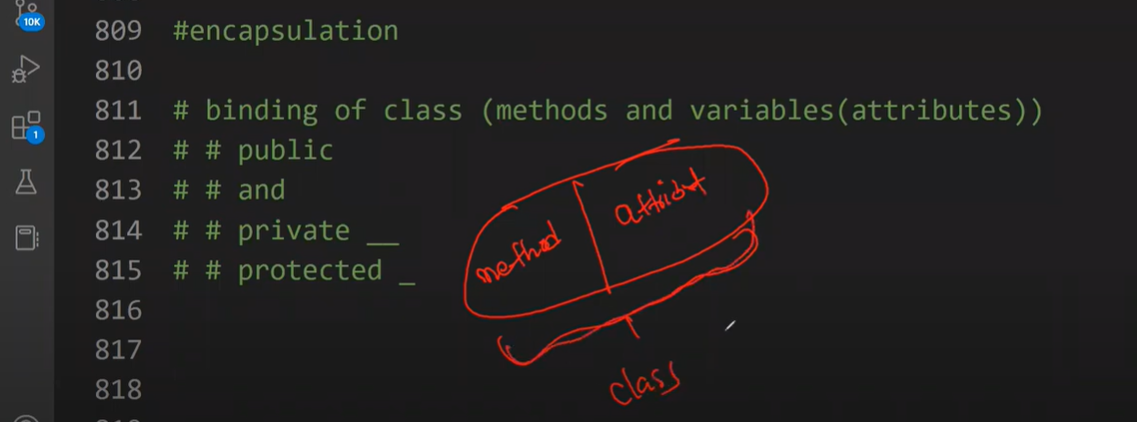 10K
809 #encapsulation
810
811 # binding of class (methods and variables(attributes))
812 # # public
813 # # and
814 # # private __
815 # # protected _
816
817
818
1
method
attribut
class